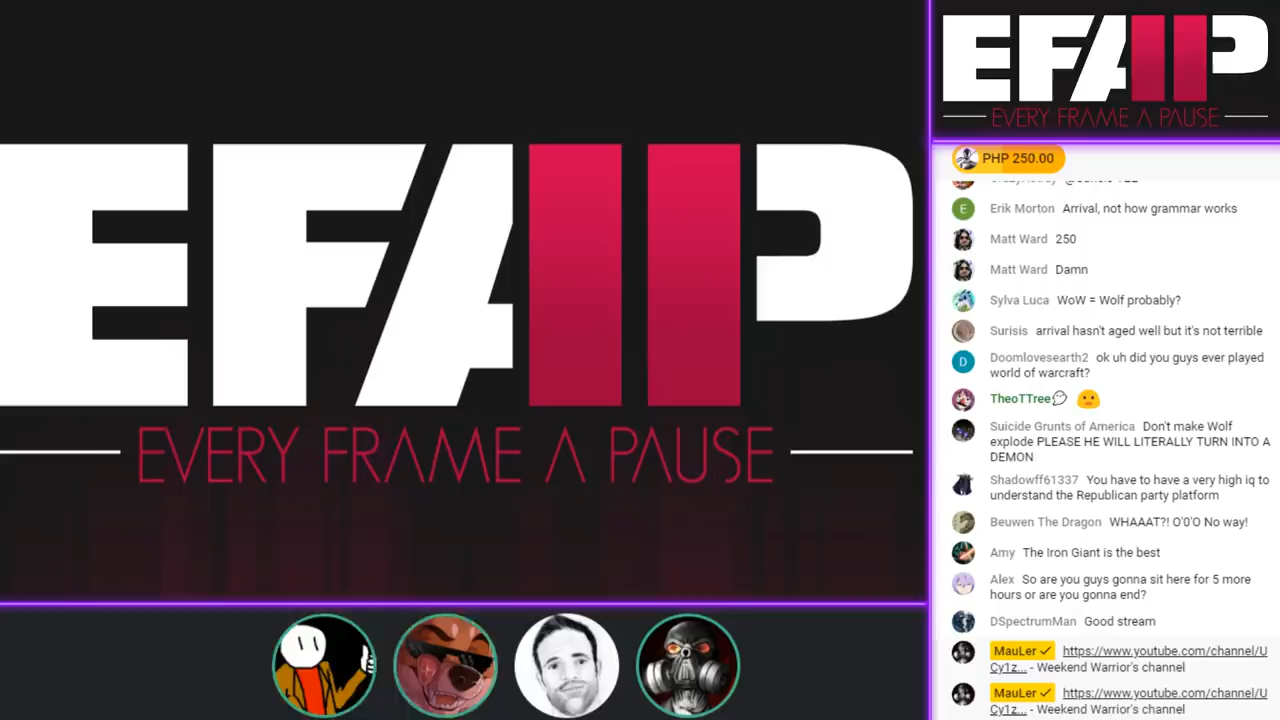 EFAP
EVERY FRAME A PAUSE
EFAP
EVERY FRAME A PAUSE
PHP 250.00
Erik Morton Arrival, not how grammar works
Matt Ward 250
Matt Ward Damn
Sylva Luca WoW = Wolf probably?
Surisis arrival hasn't aged well but it's not terrible
Doomlovesearth2 ok uh did you guys ever played
world of warcraft?
TheoTTree
Suicide Grunts of America Don't make Wolf
explode PLEASE HE WILL LITERALLY TURN INTO A
DEMON
Shadowff61337 You have to have a very high iq to
understand the Republican party platform
Beuwen The Dragon WHAAAT?! O'0'O No way!
Amy The Iron Giant is the best
Alex So are you guys gonna sit here for 5 more
hours or are you gonna end?
DSpectrumMan Good stream
MauLer https://www.youtube.com/channel/U
Cy1z... - Weekend Warrior's channel
MauLer https://www.youtube.com/channel/U
Cy1z... - Weekend Warrior's channel